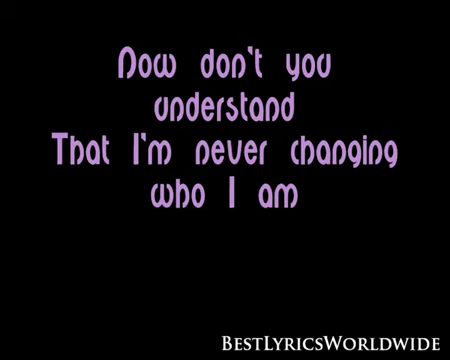 Now don't you
understand
That I'm never changing
who I am
BestLyricsWorldwide